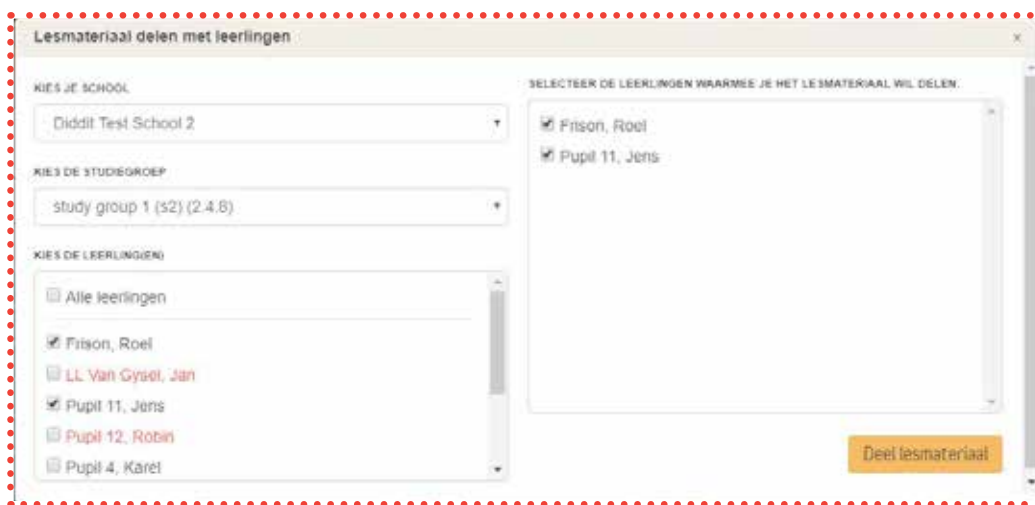 Lesmateriaal delen met leerlingen
×
KIES JE SCHOOL
Diddit Test School 2
KIES DE STUDIEGROEP
study group 1 (s2) (2.4.8)
KIES DE LEERLING(EN)
Alle leerlingen
Frison, Roel
LL Van Gysel, Jan
Pupil 11, Jens
Pupil 12, Robin
Pupil 4, Karel
SELECTEER DE LEERLINGEN WAARMEE JE HET LESMATERIAAL WIL DELEN.
Frison, Roel
Pupil 11, Jens
Deel lesmateriaal